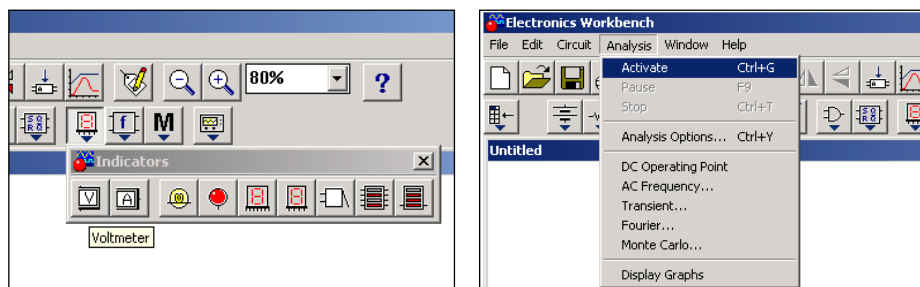 80%
?
f M
Indicators
V A
Voltmeter
Electronics Workbench
File Edit Circuit Analysis Window Help
Activate Ctrl+G
Pause F9
Stop Ctrl+T
Analysis Options... Ctrl+Y
Untitled
DC Operating Point
AC Frequency...
Transient...
Fourier...
Monte Carlo...
Display Graphs